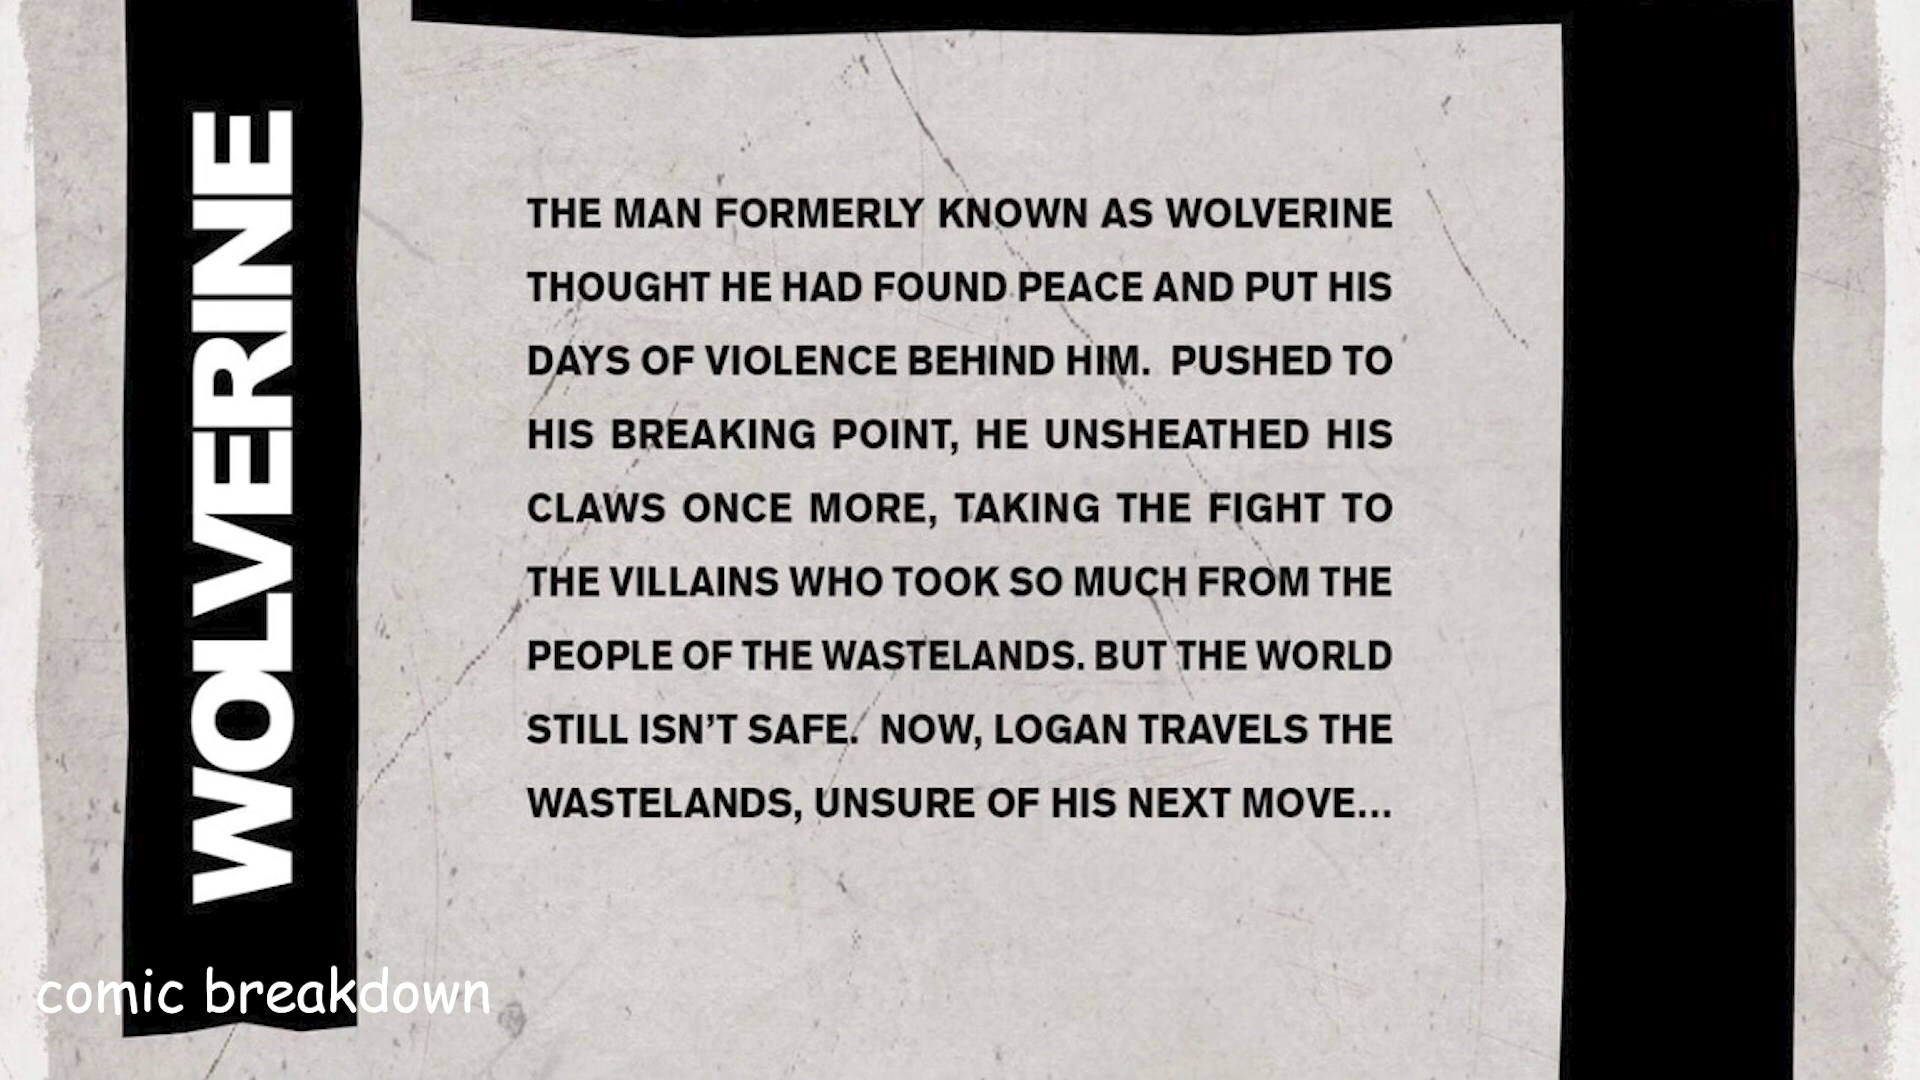 WOLVERINE
THE MAN FORMERLY KNOWN AS WOLVERINE
THOUGHT HE HAD FOUND PEACE AND PUT HIS
DAYS OF VIOLENCE BEHIND HIM.  PUSHED TO
HIS BREAKING POINT, HE UNSHEATHED HIS
CLAWS ONCE MORE, TAKING THE FIGHT TO
THE VILLAINS WHO TOOK SO MUCH FROM THE
PEOPLE OF THE WASTELANDS. BUT THE WORLD
STILL ISN’T SAFE.  NOW, LOGAN TRAVELS THE
WASTELANDS, UNSURE OF HIS NEXT MOVE...
comic breakdown